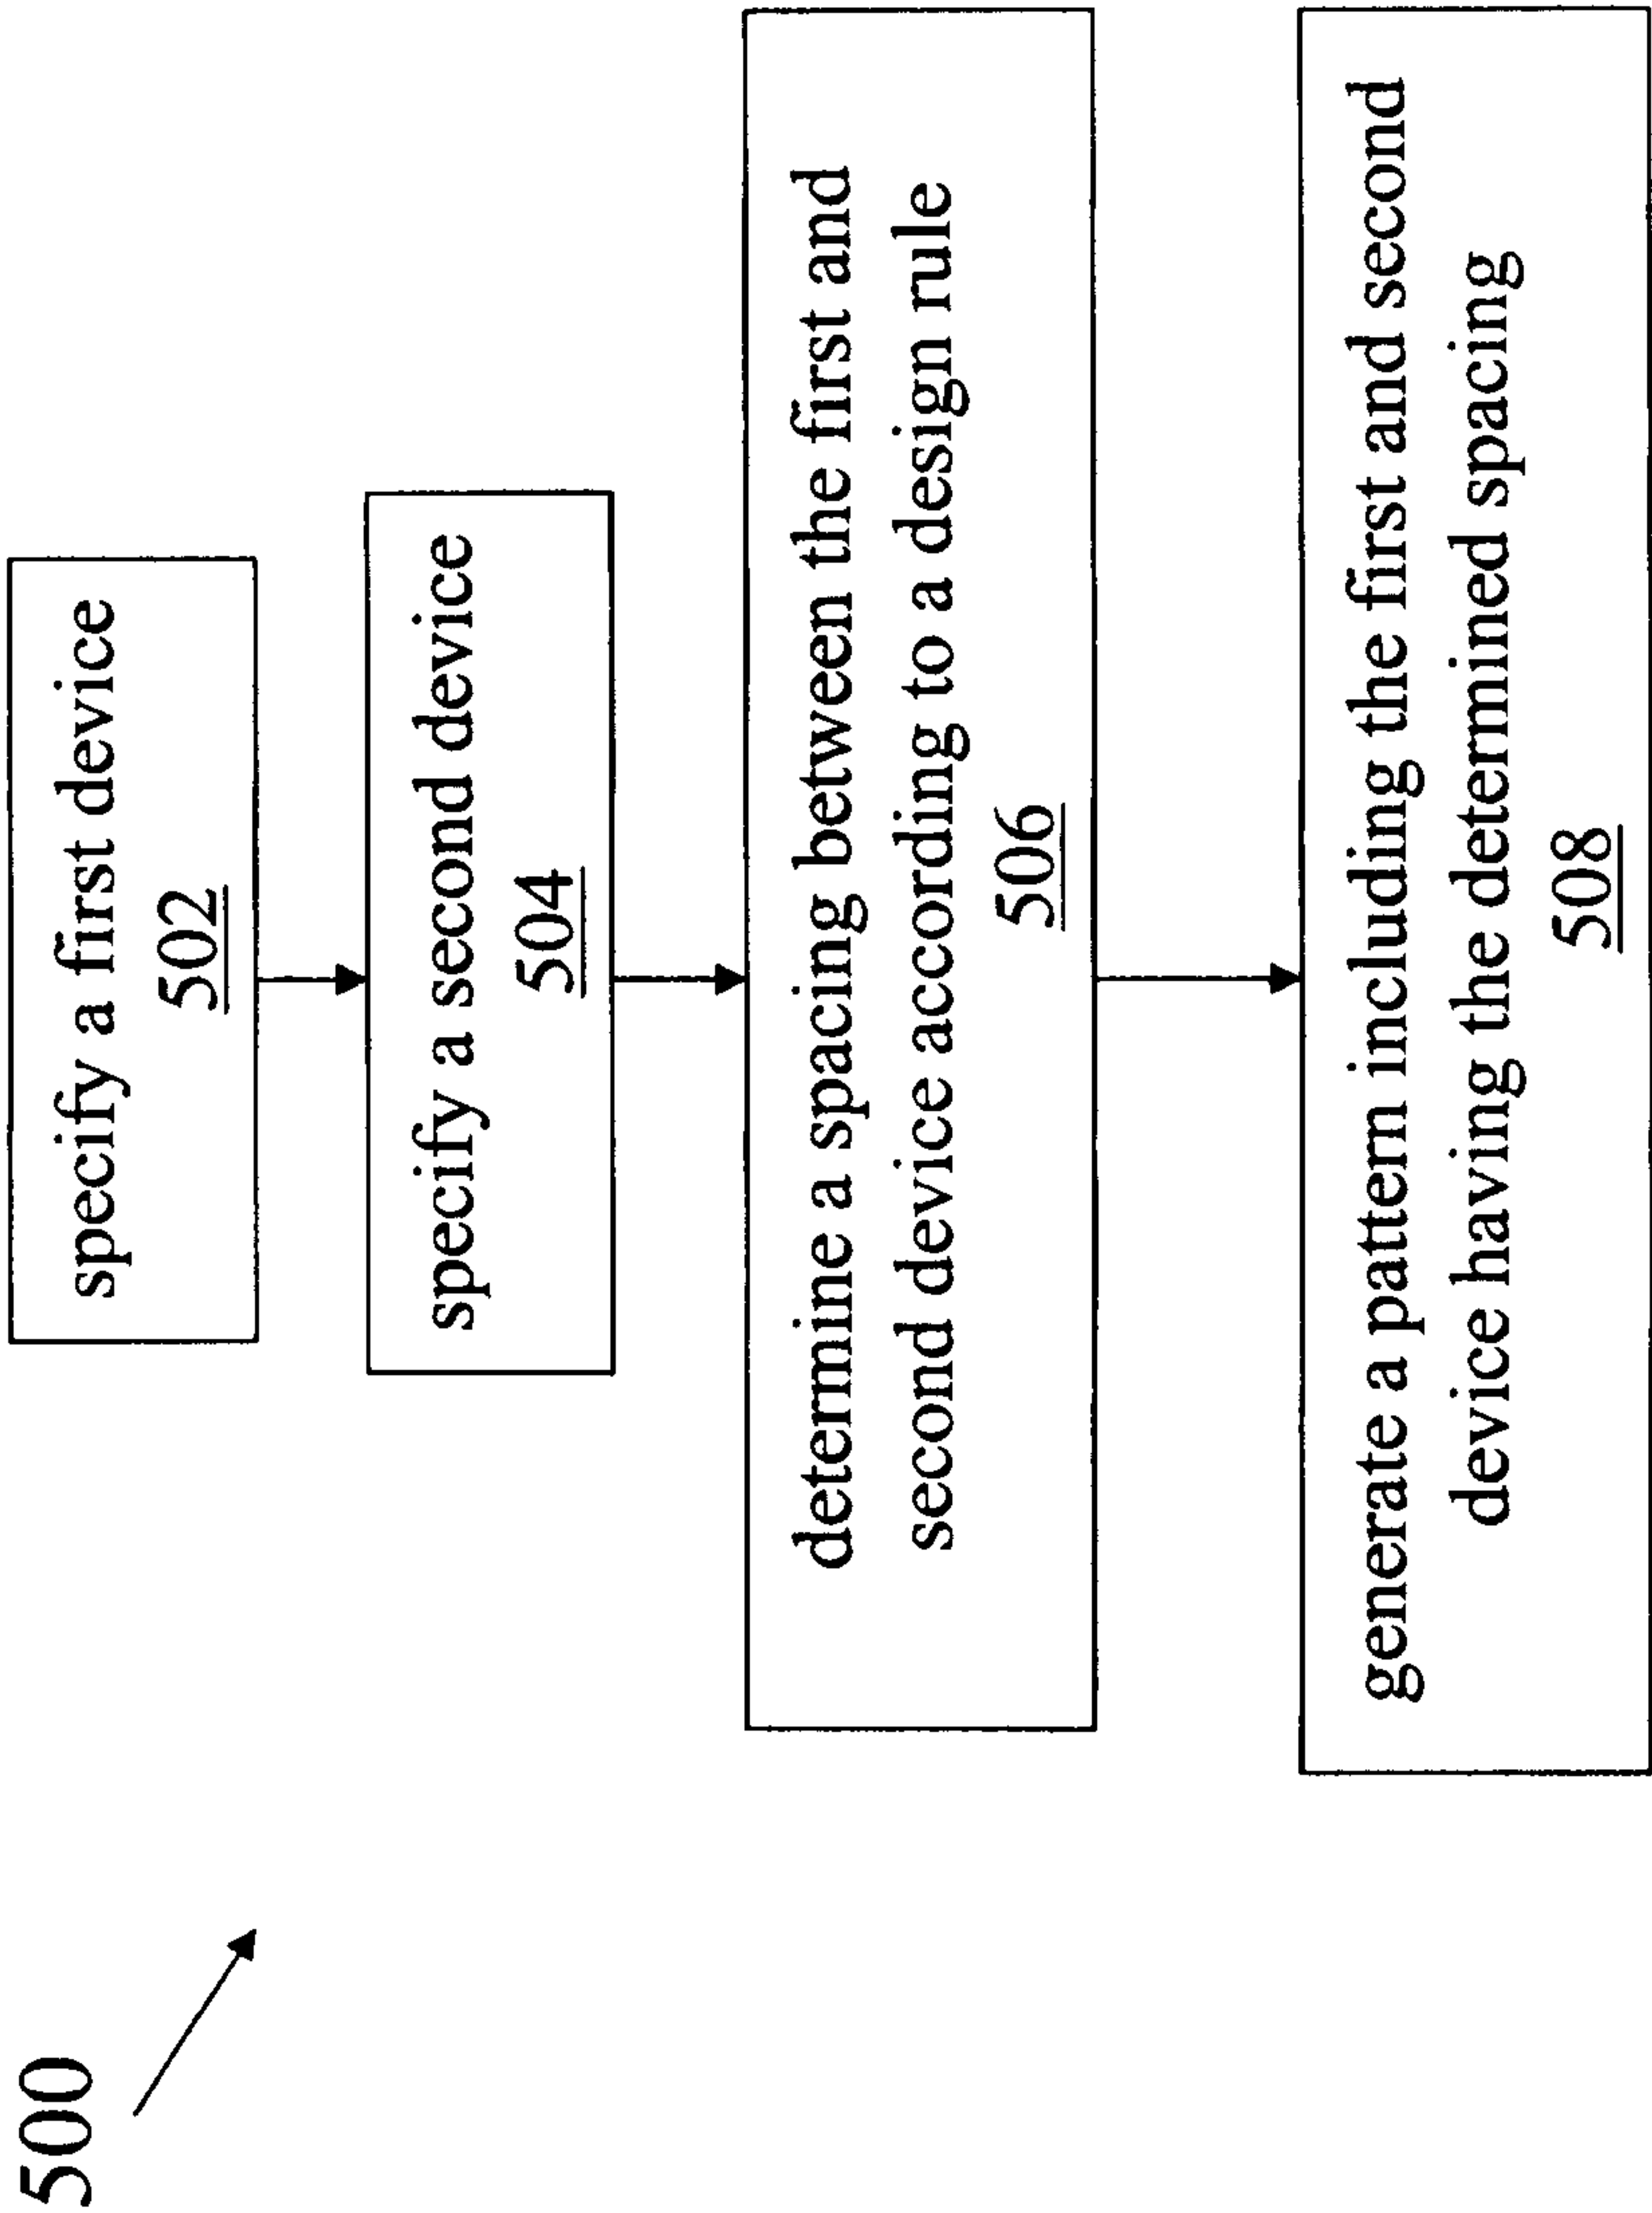 500
specify a first device
502
specify a second device
504
determine a spacing between the first and
second device according to a design rule
506
generate a pattern including the first and second
device having the determined spacing
508